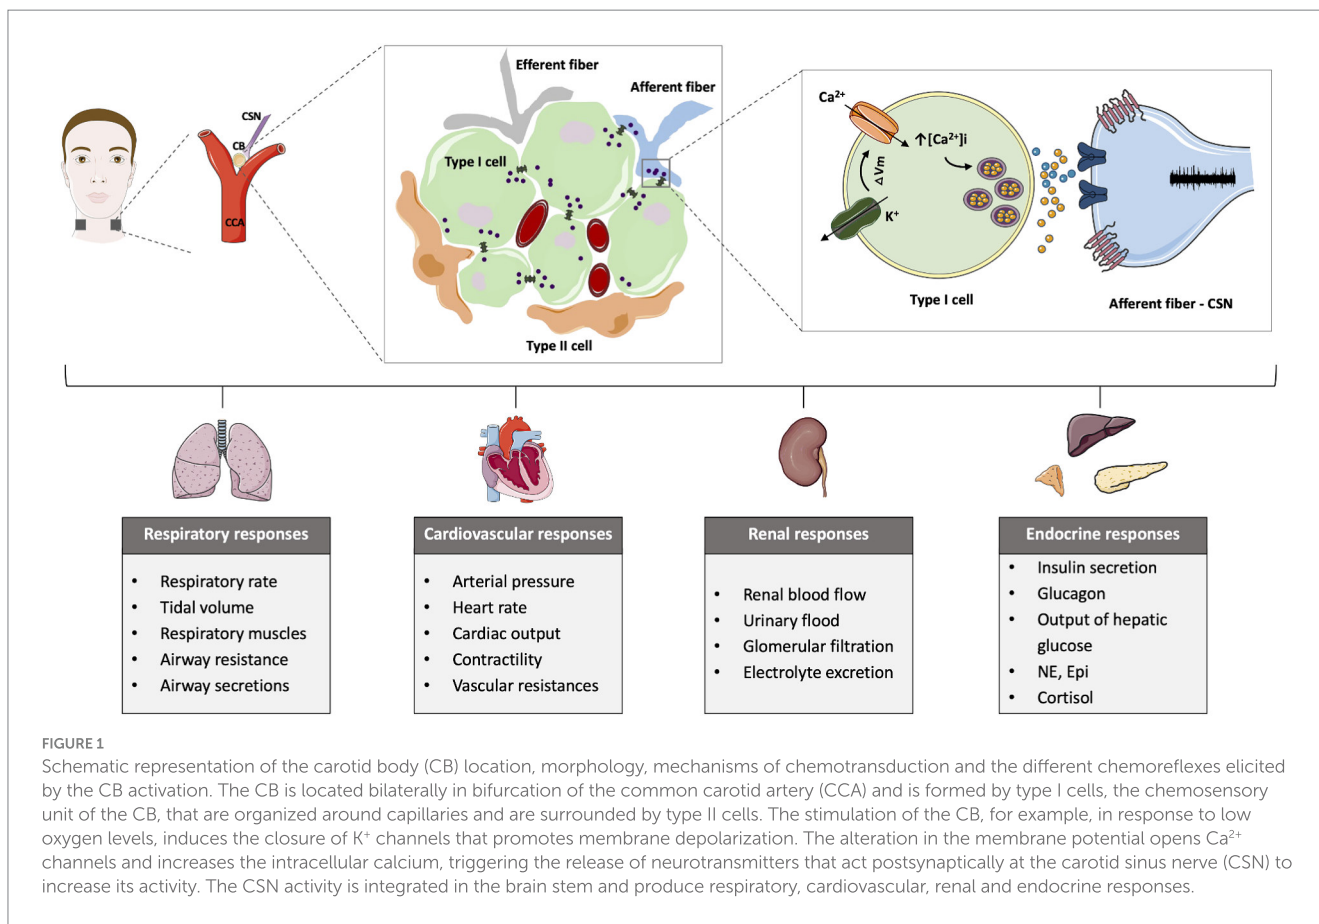 CSN
CB
CCA
Efferent fiber
Afferent fiber
Type I cell
Type II cell
Ca²⁺
↑[Ca²⁺]i
ΔVm
K⁺
Type I cell
Afferent fiber - CSN
Respiratory responses
• Respiratory rate
• Tidal volume
• Respiratory muscles
• Airway resistance
• Airway secretions
Cardiovascular responses
• Arterial pressure
• Heart rate
• Cardiac output
• Contractility
• Vascular resistances
Renal responses
• Renal blood flow
• Urinary flood
• Glomerular filtration
• Electrolyte excretion
Endocrine responses
• Insulin secretion
• Glucagon
• Output of hepatic
glucose
• NE, Epi
• Cortisol
FIGURE 1
Schematic representation of the carotid body (CB) location, morphology, mechanisms of chemotransduction and the different chemoreflexes elicited
by the CB activation. The CB is located bilaterally in bifurcation of the common carotid artery (CCA) and is formed by type I cells, the chemosensory
unit of the CB, that are organized around capillaries and are surrounded by type II cells. The stimulation of the CB, for example, in response to low
oxygen levels, induces the closure of K⁺ channels that promotes membrane depolarization. The alteration in the membrane potential opens Ca²⁺
channels and increases the intracellular calcium, triggering the release of neurotransmitters that act postsynaptically at the carotid sinus nerve (CSN) to
increase its activity. The CSN activity is integrated in the brain stem and produce respiratory, cardiovascular, renal and endocrine responses.